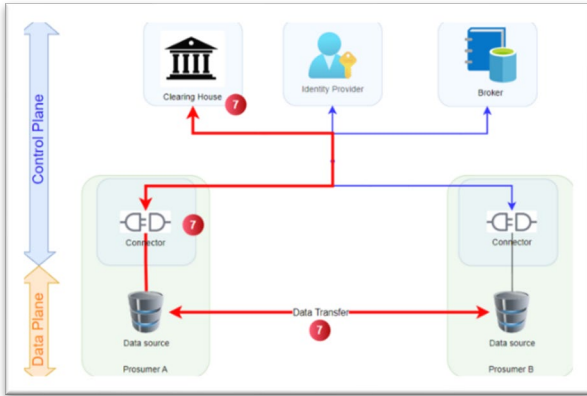 Control Plane
Data Plane
Clearing House
7
Identity Provider
Broker
Connector
7
Connector
Data Transfer
7
Data source
Data source
Prosumer A
Prosumer B